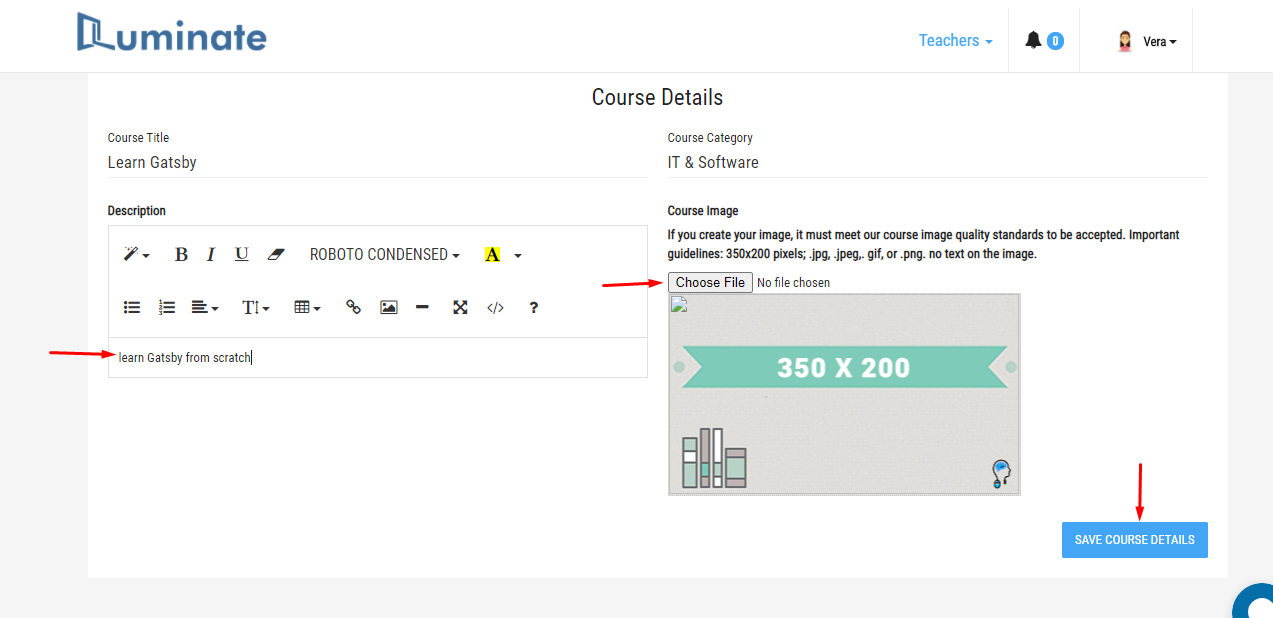 Luminate
Teachers
0
Vera
Course Details
Course Title
Learn Gatsby
Course Category
IT & Software
Description
B I U ROBOTO CONDENSED A
T </> ?
learn Gatsby from scratch
Course Image
If you create your image, it must meet our course image quality standards to be accepted. Important
guidelines: 350x200 pixels; .jpg, .jpeg,. gif, or .png. no text on the image.
Choose File No file chosen
350 X 200
SAVE COURSE DETAILS